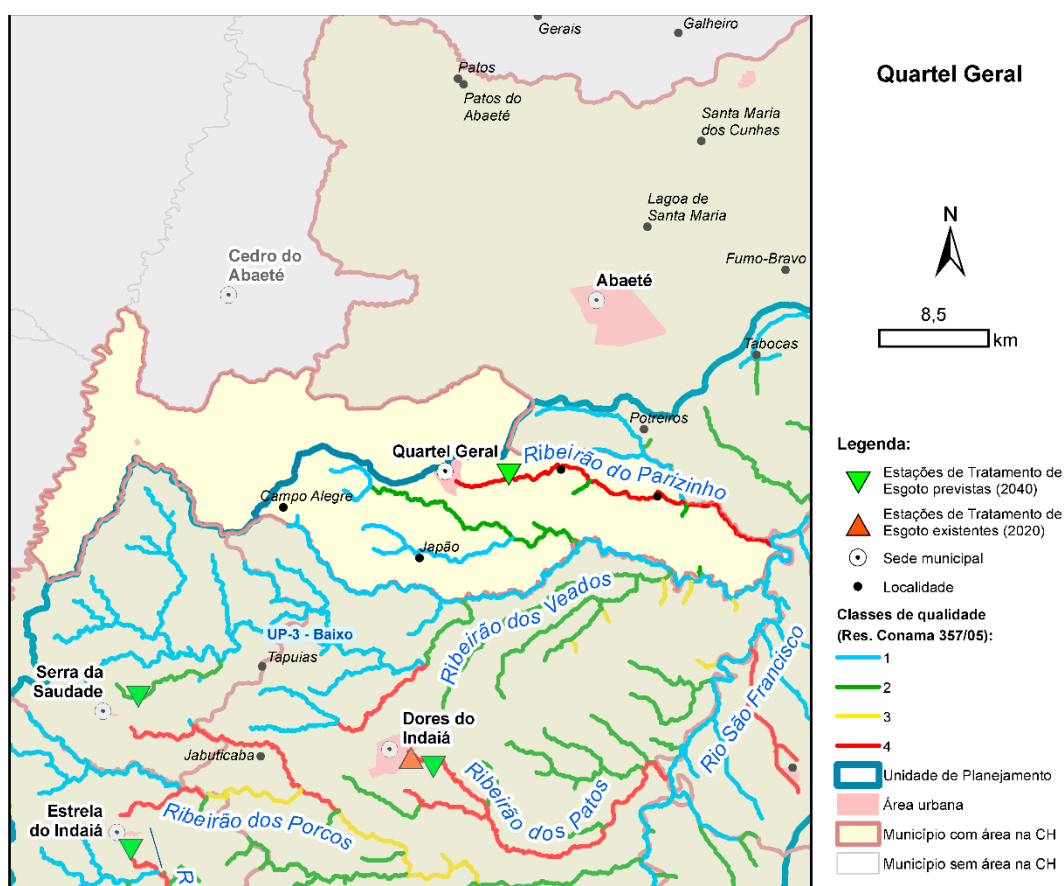 Gerais
Galheiro
Patos
Patos do
Abaeté
Santa Maria
dos Cunhas
Lagoa de
Santa Maria
Cedro do
Abaeté
Fumo-Bravo
Abaeté
Tabocas
Potreiros
Quartel Geral
Ribeirão do Parizinho
Campo Alegre
Japão
Ribeirão dos Veados
UP-3 - Baixo
Tapuias
Serra da
Saudade
Rio São Francisco
Dores do
Indaiá
Jabuticaba
Ribeirão dos Patos
Estrela
do Indaiá
Ribeirão dos Porcos
R
Quartel Geral
N
8,5
km
Legenda:
Estações de Tratamento de
Esgoto previstas (2040)
Estações de Tratamento de
Esgoto existentes (2020)
Sede municipal
Localidade
Classes de qualidade
(Res. Conama 357/05):
1
2
3
4
Unidade de Planejamento
Área urbana
Município com área na CH
Município sem área na CH